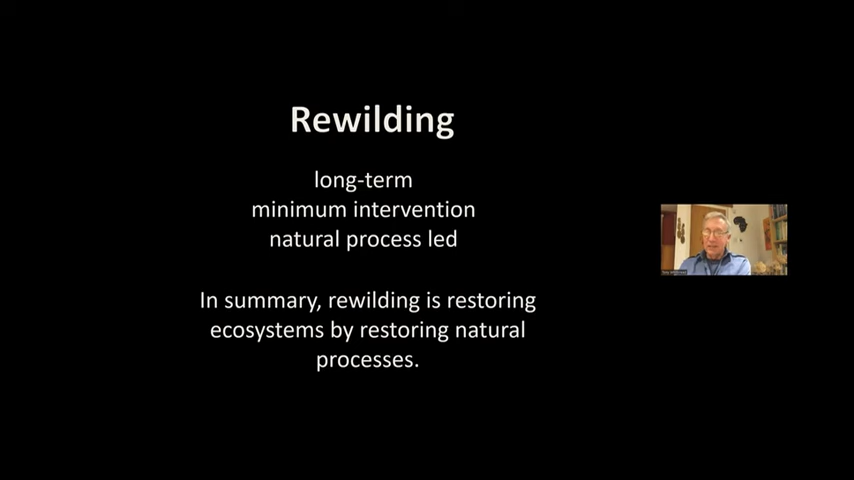 Rewilding
long-term
minimum intervention
natural process led
In summary, rewilding is restoring
ecosystems by restoring natural
processes.